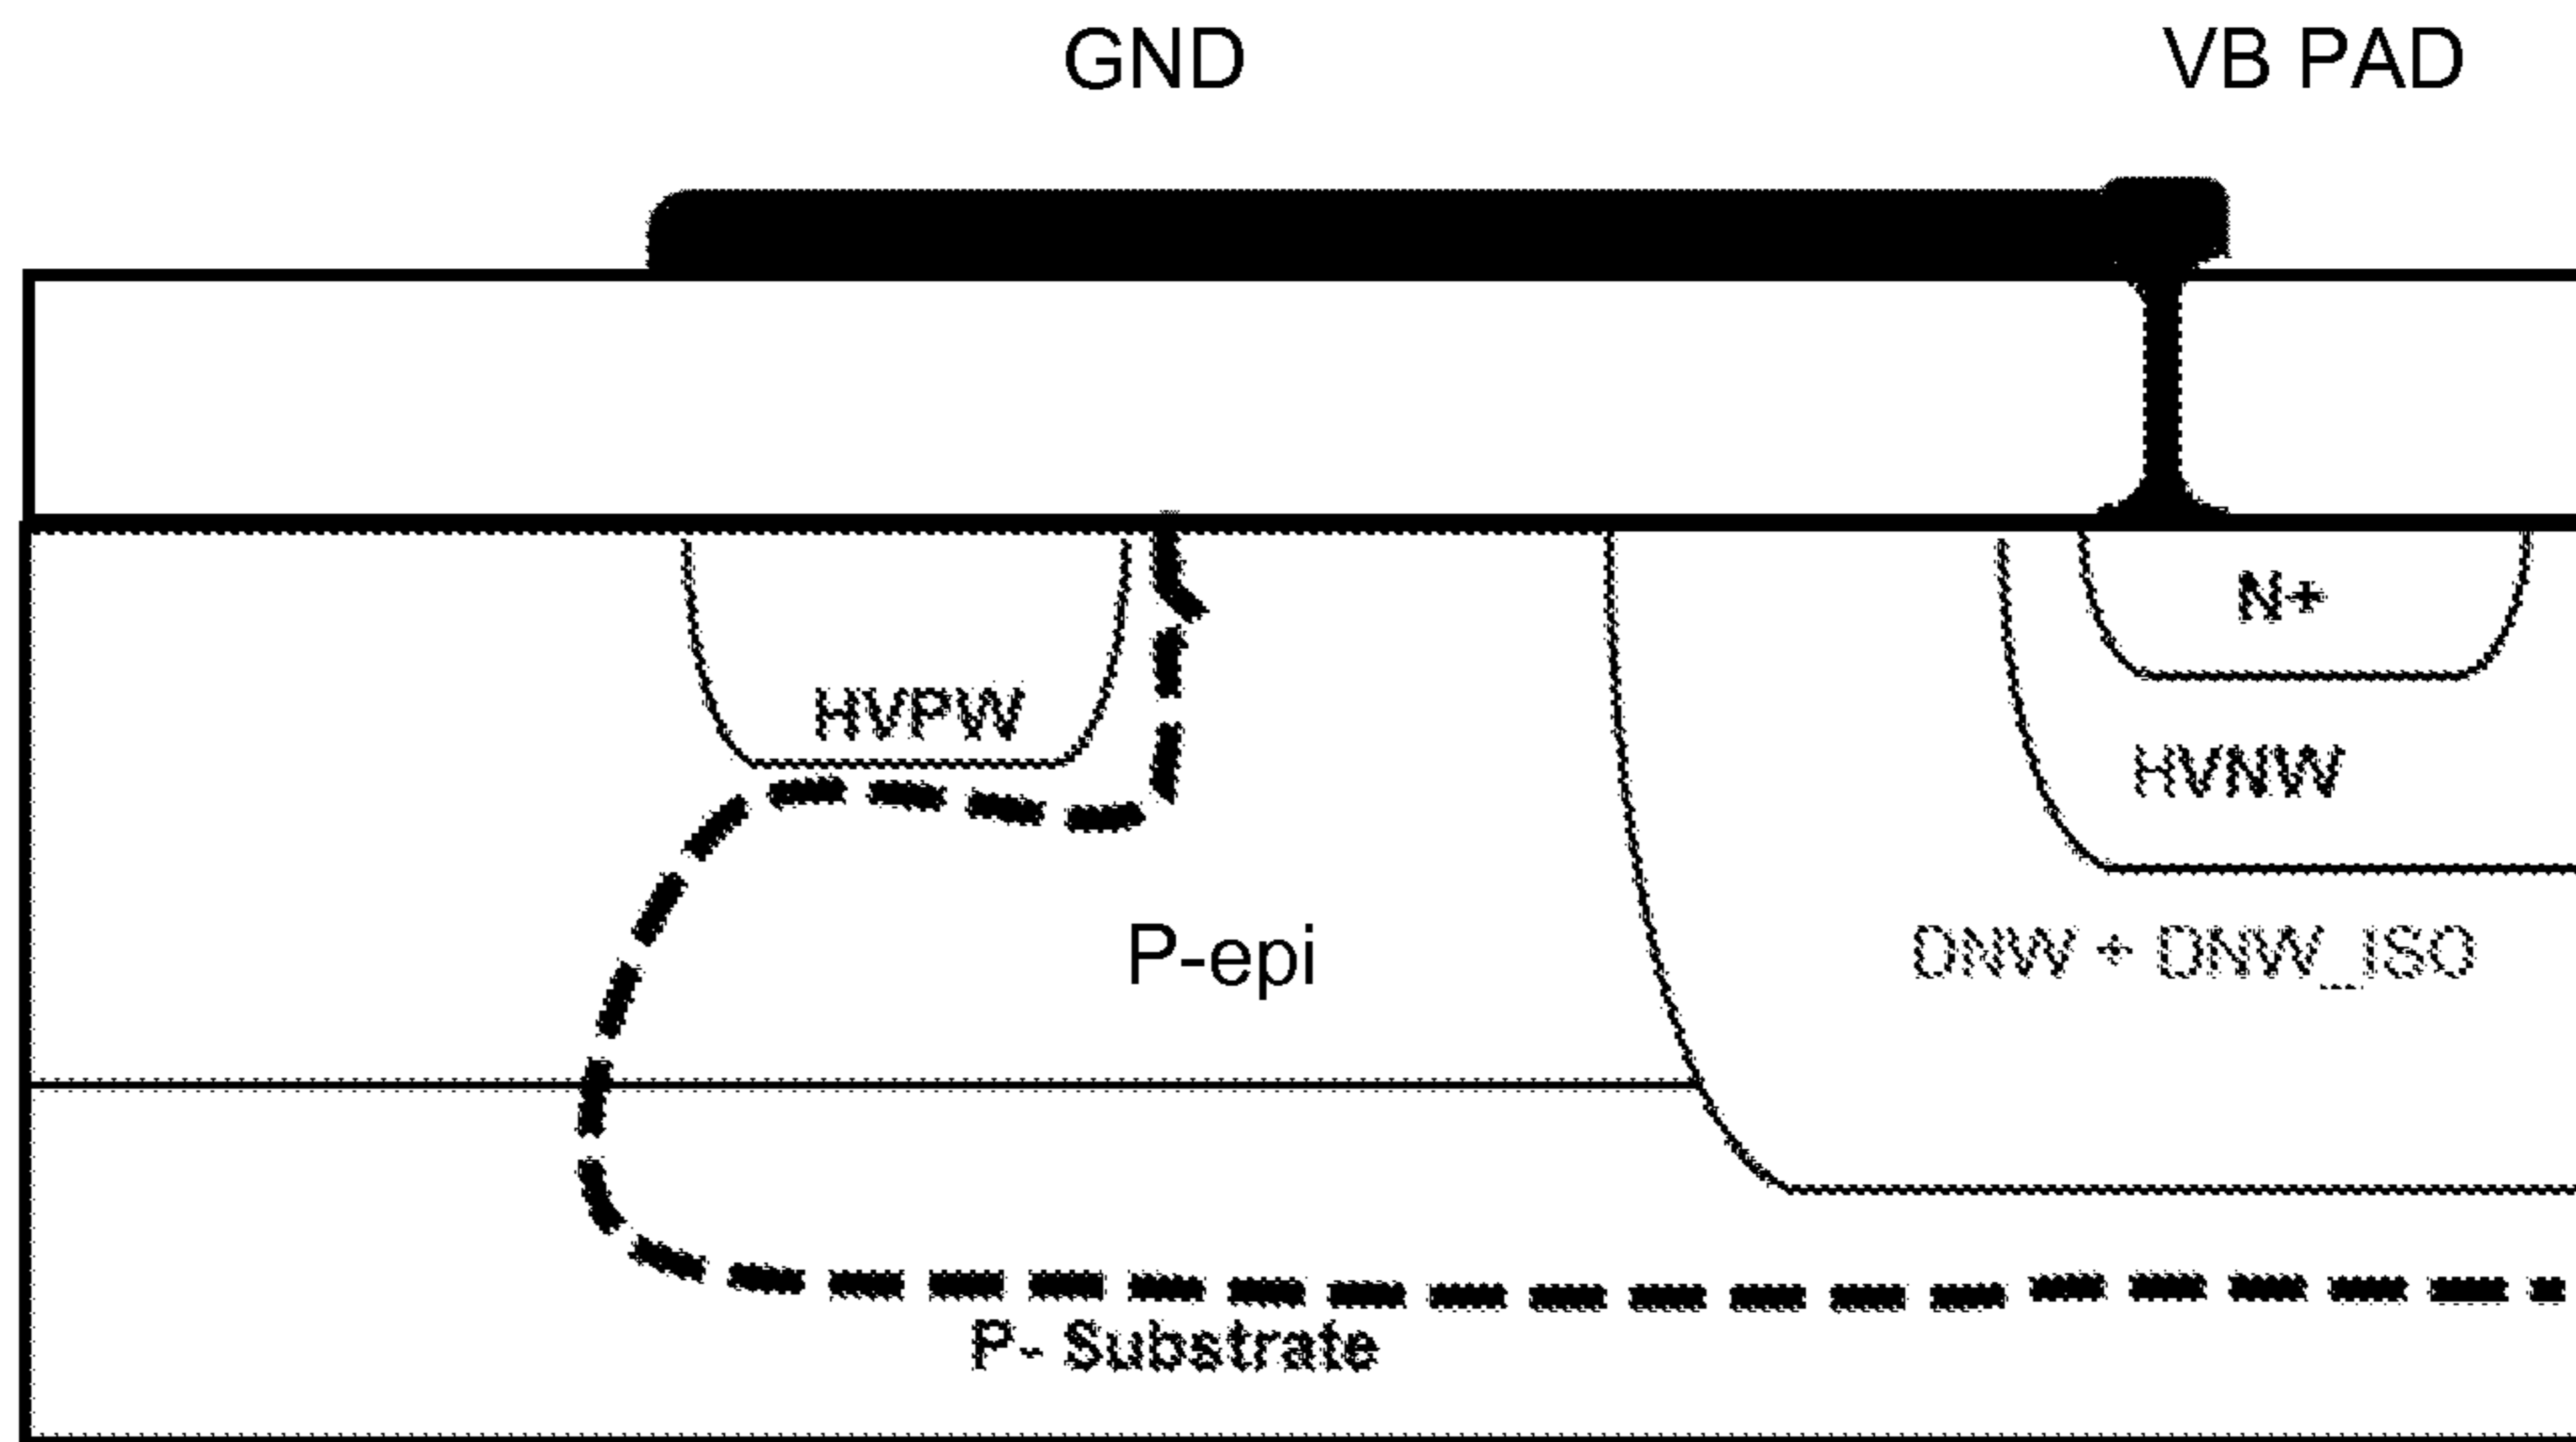 GND VB PAD
N+
HVPW
HVNW
P-epi
DNW + DNW_ISO
P- Substrate